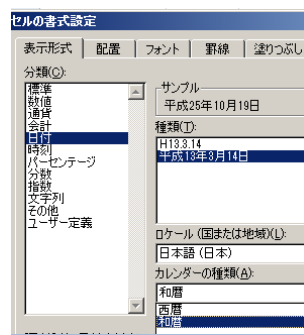 セルの書式設定
表示形式
配置
フォント
罫線
塗りつぶし
分類(C):
標準
数値
通貨
会計
日付
時刻
パーセンテージ
分数
指数
文字列
その他
ユーザー定義
サンプル
平成25年10月19日
種類(T):
H13.3.14
平成13年3月14日
ロケール (国または地域)(L):
日本語 (日本)
カレンダーの種類(A):
和暦
西暦
和暦